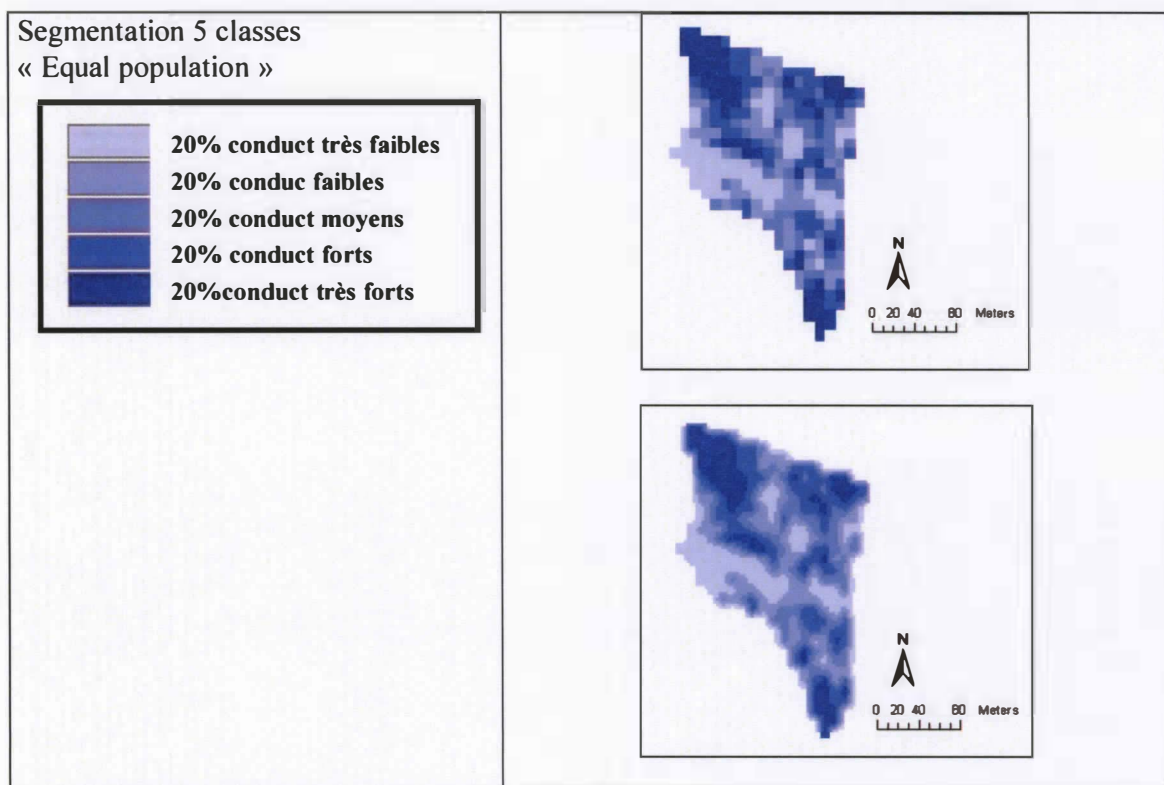 Segmentation 5 classes
« Equal population »
20% conduct très faibles
20% conduc faibles
20% conduct moyens
20% conduct forts
20%conduct très forts
N
0 20 40 80 Meters
N
0 20 40 80 Meters